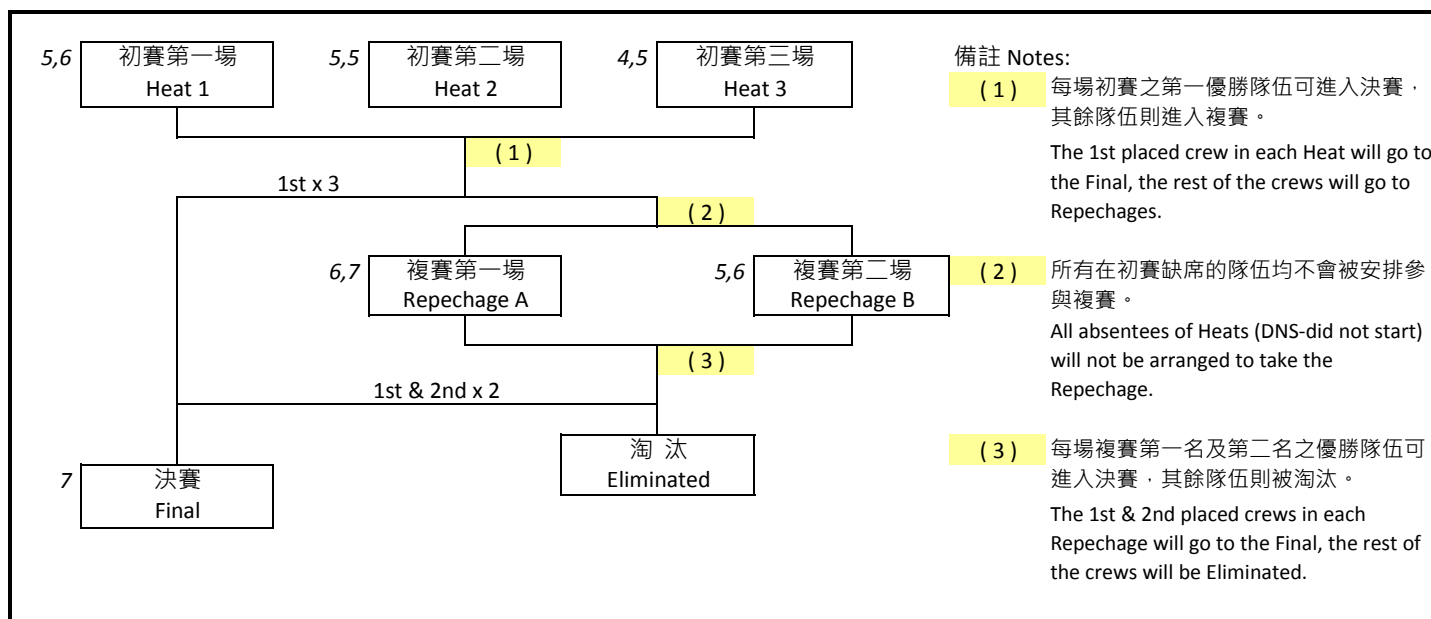 5,6
初賽第一場
Heat 1
5,5
初賽第二場
Heat 2
4,5
初賽第三場
Heat 3
( 1 )
1st x 3
( 2 )
6,7
複賽第一場
Repechage A
5,6
複賽第二場
Repechage B
( 3 )
1st & 2nd x 2
淘 汰
Eliminated
7
決賽
Final
備註 Notes:
( 1 ) 每場初賽之第一優勝隊伍可進入決賽，
其餘隊伍則進入複賽。
The 1st placed crew in each Heat will go to
the Final, the rest of the crews will go to
Repechages.
( 2 ) 所有在初賽缺席的隊伍均不會被安排參
與複賽。
All absentees of Heats (DNS-did not start)
will not be arranged to take the
Repechage.
( 3 ) 每場複賽第一名及第二名之優勝隊伍可
進入決賽，其餘隊伍則被淘汰。
The 1st & 2nd placed crews in each
Repechage will go to the Final, the rest of
the crews will be Eliminated.